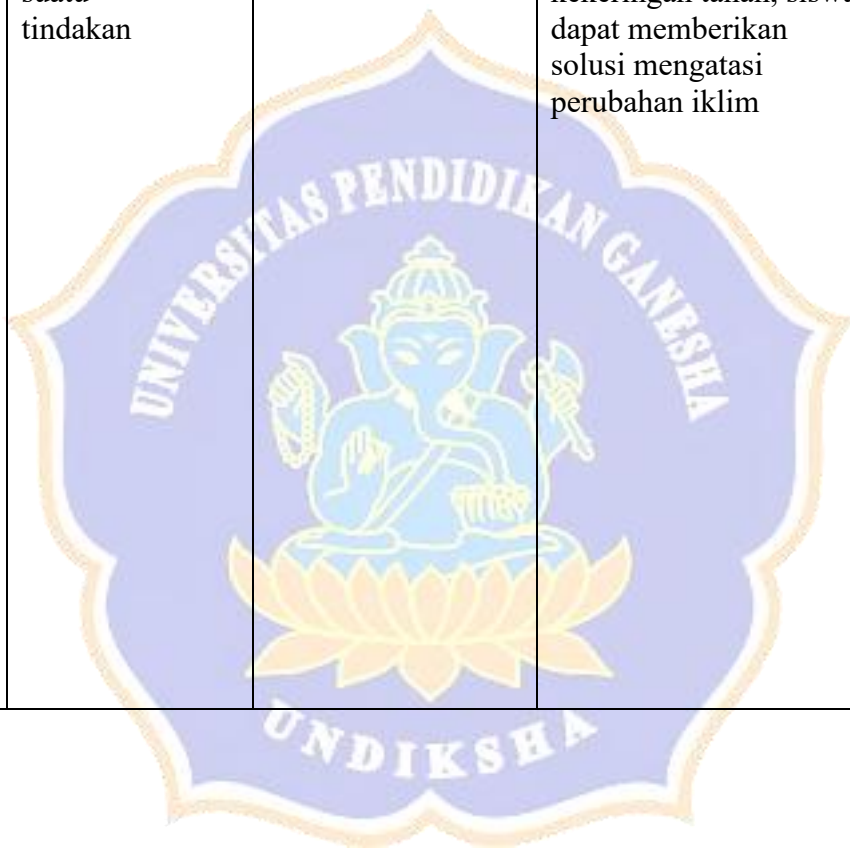 tindakan
dapat memberikan
solusi mengatasi
perubahan iklim
UNIVERSITAS PENDIDIKAN GANESHA
UNDIKSHA